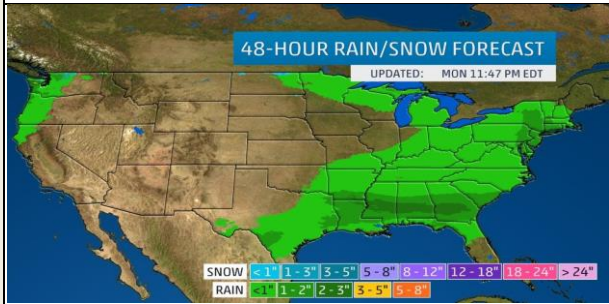 48-HOUR RAIN/SNOW FORECAST
UPDATED: MON 11:47 PM EDT
SNOW < 1" 1 - 3" 3 - 5" 5 - 8" 8 - 12" 12 - 18" 18 - 24" > 24"
RAIN <1" 1 - 2" 2 - 3" 3 - 5" 5 - 8"